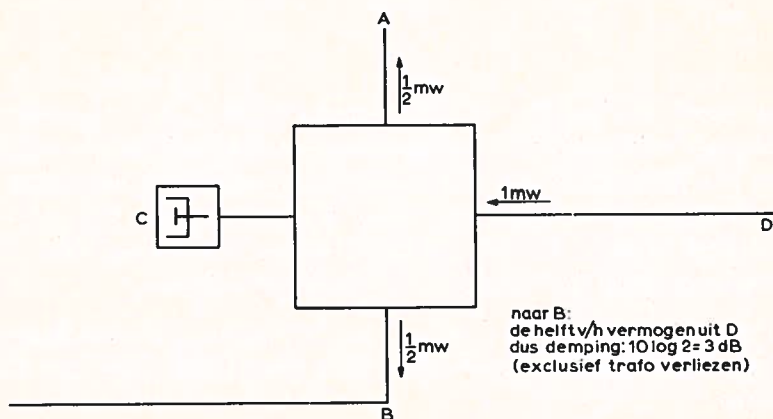 A
1/2 mw
C
1mw
D
naar B:
de helft v/h vermogen uit D
dus demping: 10 log 2 = 3 dB
(exclusief trafo verliezen)
1/2 mw
B